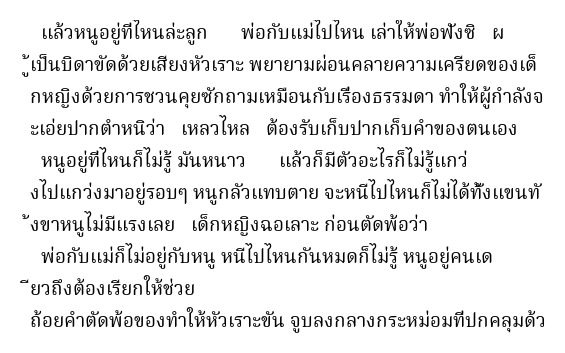 แล้วหนูอยู่ที่ไหนล่ะลูก พ่อกับแม่ไปไหน เล่าให้พ่อฟังซิ ผ
ู้เป็นบิดาขัดด้วยเสียงหัวเราะ พยายามผ่อนคลายความเครียดของเด็
กหญิงด้วยการชวนคุยซักถามเหมือนกับเรื่องธรรมดา ทำให้ผู้กำลังจ
ะเอ่ยปากตำหนิว่า เหลวไหล ต้องรับเก็บปากเก็บคำของตนเอง
หนูอยู่ที่ไหนก็ไม่รู้ มันหนาว แล้วก็มีตัวอะไรก็ไม่รู้แกว่
งไปแกว่งมาอยู่รอบๆ หนูกลัวแทบตาย จะหนีไปไหนก็ไม่ได้ทั้งแขนทั
้งขาหนูไม่มีแรงเลย เด็กหญิงฉอเลาะ ก่อนตัดพ้อว่า
พ่อกับแม่ก็ไม่อยู่กับหนู หนีไปไหนกันหมดก็ไม่รู้ หนูอยู่คนเด
ียวถึงต้องเรียกให้ช่วย
ถ้อยคำตัดพ้อของทำให้หัวเราะขัน จูบลงกลางกระหม่อมที่ปกคลุมด้ว